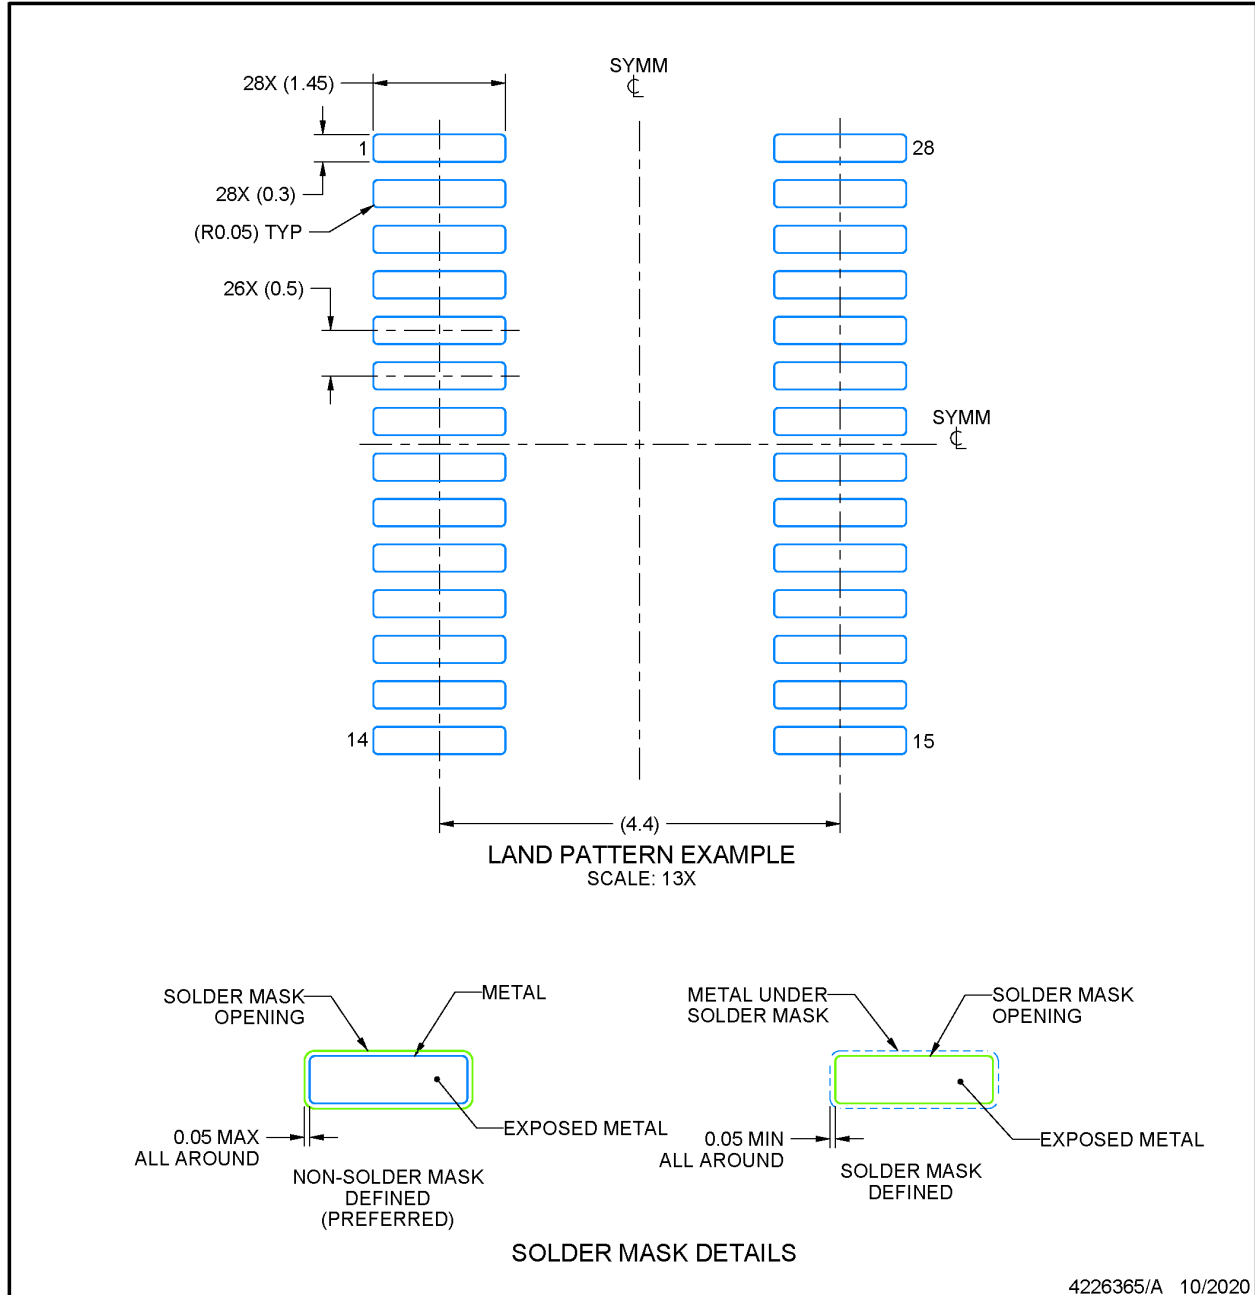 SYMM
℄
28X (1.45)
1
28
28X (0.3)
(R0.05) TYP
26X (0.5)
SYMM
℄
14
15
(4.4)
LAND PATTERN EXAMPLE
SCALE: 13X
SOLDER MASK
OPENING
METAL
EXPOSED METAL
0.05 MAX
ALL AROUND
NON-SOLDER MASK
DEFINED
(PREFERRED)
METAL UNDER
SOLDER MASK
SOLDER MASK
OPENING
EXPOSED METAL
0.05 MIN
ALL AROUND
SOLDER MASK
DEFINED
SOLDER MASK DETAILS
4226365/A 10/2020